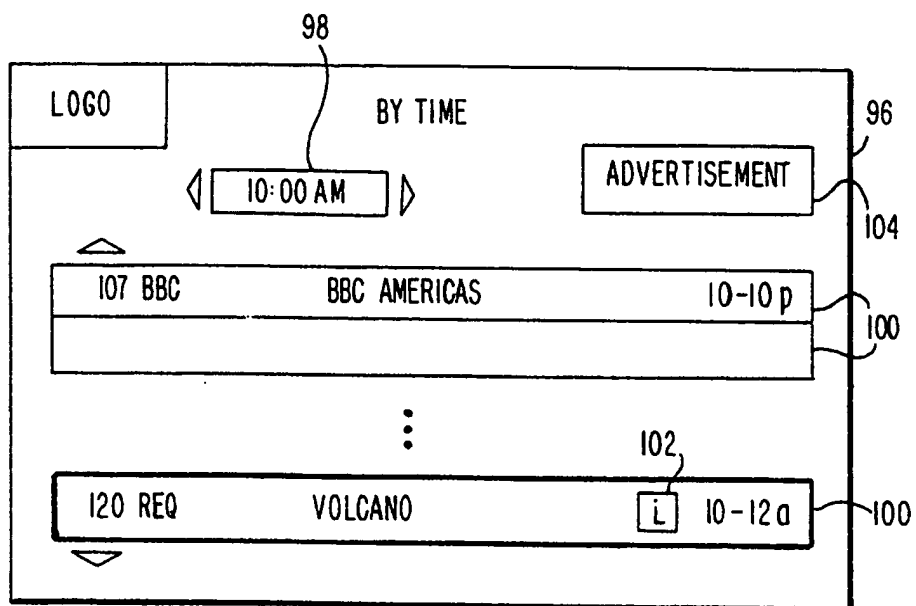 98
LOGO
BY TIME
96
10:00 AM
ADVERTISEMENT
104
107 BBC BBC AMERICAS 10-10 p
100
102
120 REQ VOLCANO i 10-12 a
100